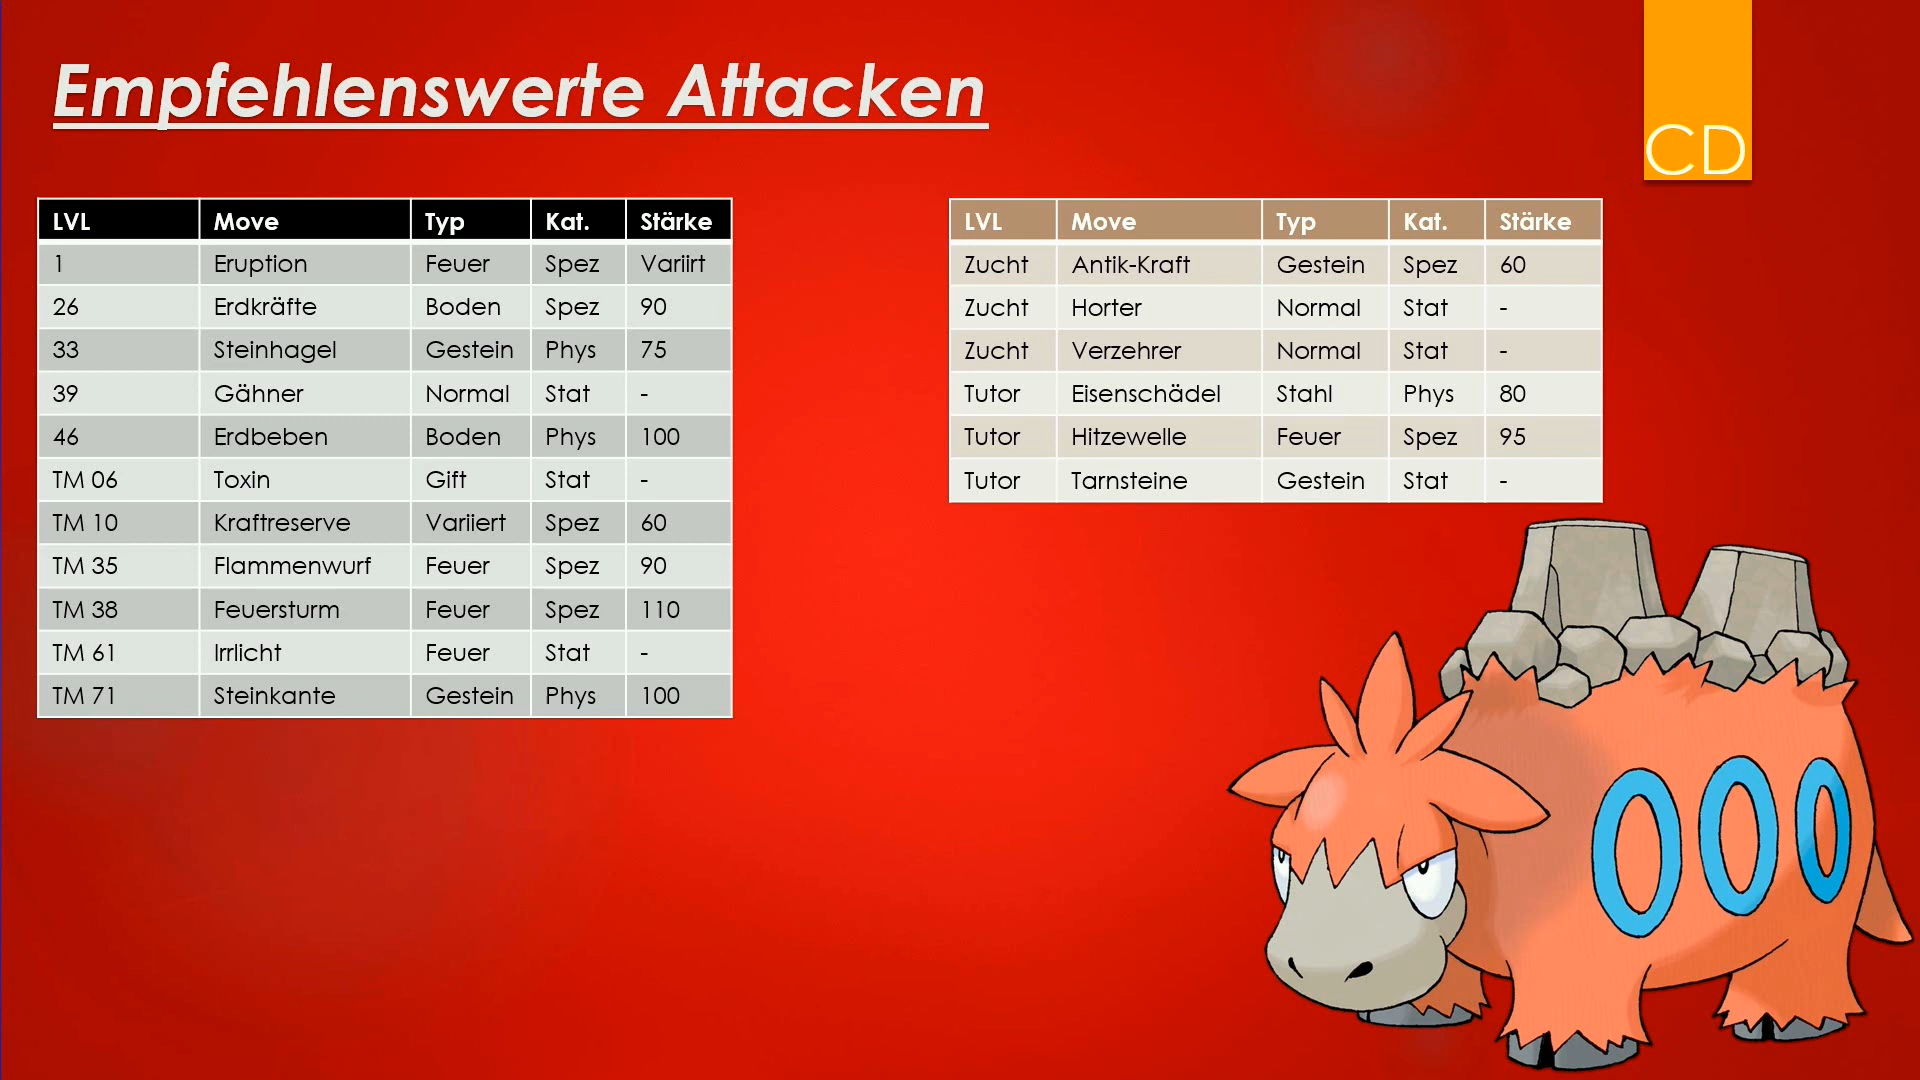 Empfehlenswerte Attacken
CD
LVL Move Typ Kat. Stärke
1 Eruption Feuer Spez Variirt
26 Erdkräfte Boden Spez 90
33 Steinhagel Gestein Phys 75
39 Gähner Normal Stat -
46 Erdbeben Boden Phys 100
TM 06 Toxin Gift Stat -
TM 10 Kraftreserve Variiert Spez 60
TM 35 Flammenwurf Feuer Spez 90
TM 38 Feuersturm Feuer Spez 110
TM 61 Irrlicht Feuer Stat -
TM 71 Steinkante Gestein Phys 100
LVL Move Typ Kat. Stärke
Zucht Antik-Kraft Gestein Spez 60
Zucht Horter Normal Stat -
Zucht Verzehrer Normal Stat -
Tutor Eisenschädel Stahl Phys 80
Tutor Hitzewelle Feuer Spez 95
Tutor Tarnsteine Gestein Stat -